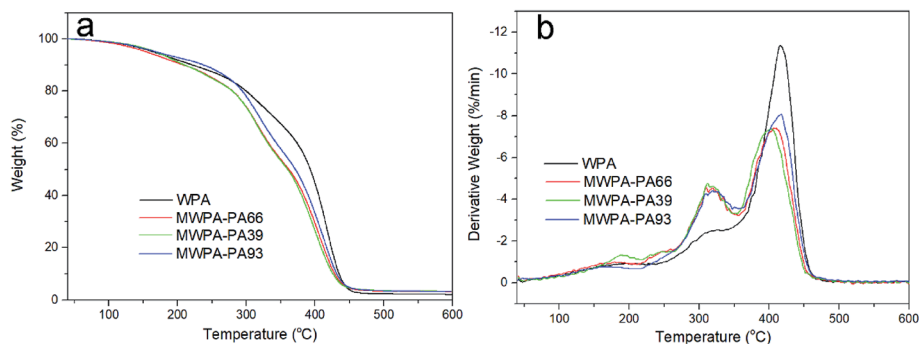 a
100
80
60
40
20
0
Weight (%)
WPA
MWPA-PA66
MWPA-PA39
MWPA-PA93
100 200 300 400 500 600
Temperature (°C)
b
-12
-10
-8
-6
-4
-2
0
Derivative Weight (%/min)
WPA
MWPA-PA66
MWPA-PA39
MWPA-PA93
100 200 300 400 500 600
Temperature (°C)